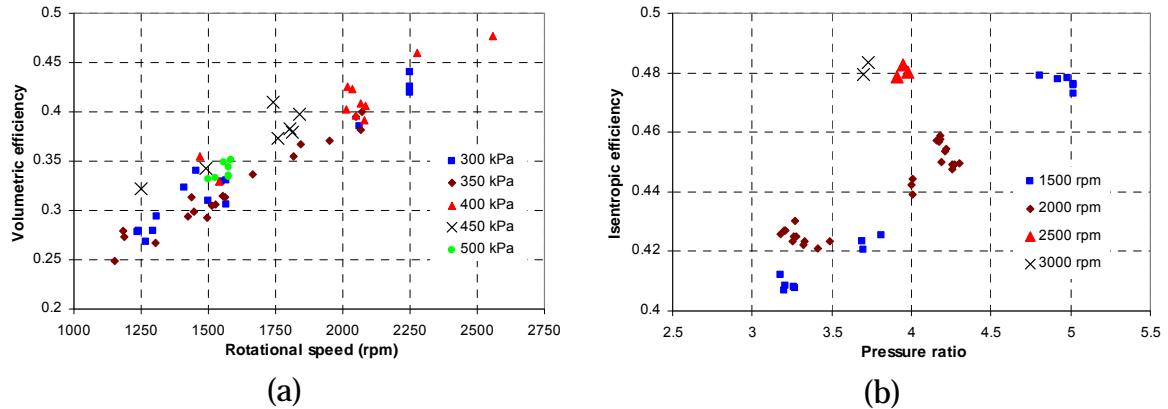 0.5
0.45
0.4
0.35
0.3
0.25
0.2
Volumetric efficiency
1000 1250 1500 1750 2000 2250 2500 2750
Rotational speed (rpm)
300 kPa
350 kPa
400 kPa
450 kPa
500 kPa
(a)
0.5
0.48
0.46
0.44
0.42
0.4
Isentropic efficiency
2.5 3 3.5 4 4.5 5 5.5
Pressure ratio
1500 rpm
2000 rpm
2500 rpm
3000 rpm
(b)